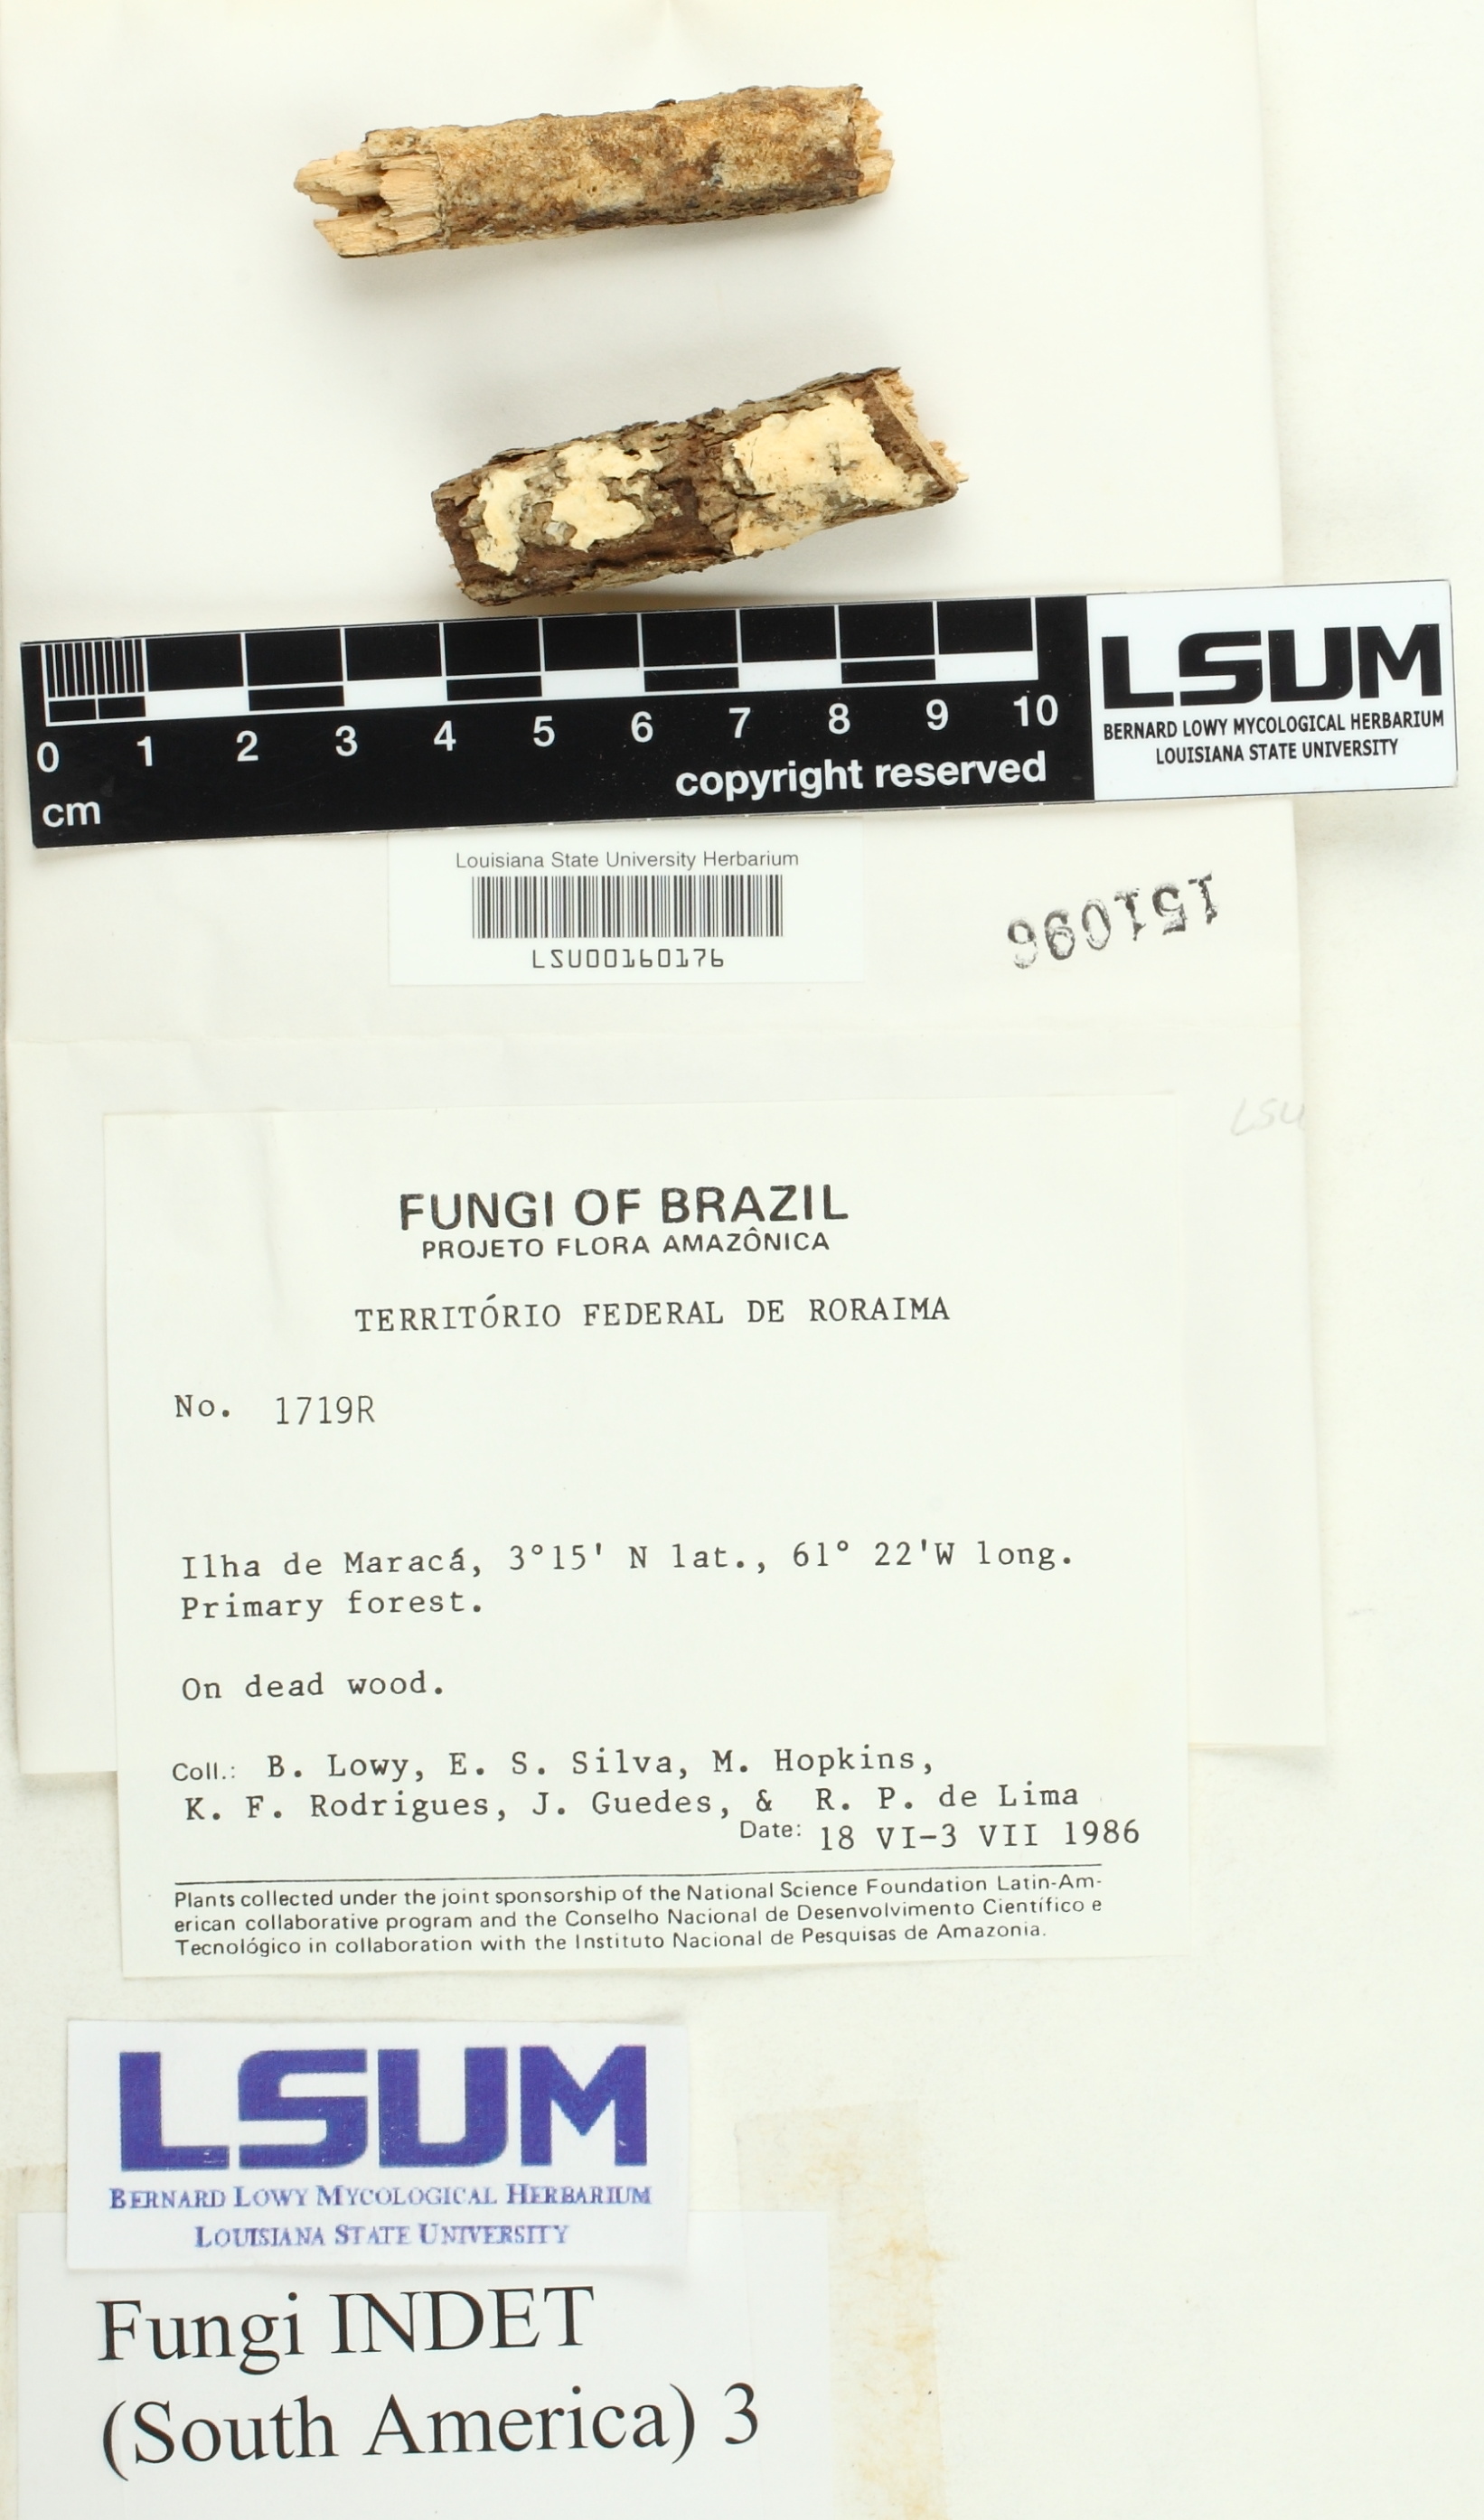 0 1 2 3 4 5 6 7 8 9 10
cm
copyright reserved
LSUM
BERNARD LOWY MYCOLOGICAL HERBARIUM
LOUISIANA STATE UNIVERSITY
Louisiana State University Herbarium
LSU00160176
151096
LSU
FUNGI OF BRAZIL
PROJETO FLORA AMAZÔNICA
TERRITÓRIO FEDERAL DE RORAIMA
No. 1719R
Ilha de Maracá, 3°15' N lat., 61° 22'W long.
Primary forest.
On dead wood.
Coll.: B. Lowy, E. S. Silva, M. Hopkins,
K. F. Rodrigues, J. Guedes, & R. P. de Lima
Date: 18 VI-3 VII 1986
Plants collected under the joint sponsorship of the National Science Foundation Latin-Am-
erican collaborative program and the Conselho Nacional de Desenvolvimento Científico e
Tecnológico in collaboration with the Instituto Nacional de Pesquisas de Amazonia.
LSUM
BERNARD LOWY MYCOLOGICAL HERBARIUM
LOUISIANA STATE UNIVERSITY
Fungi INDET
(South America) 3